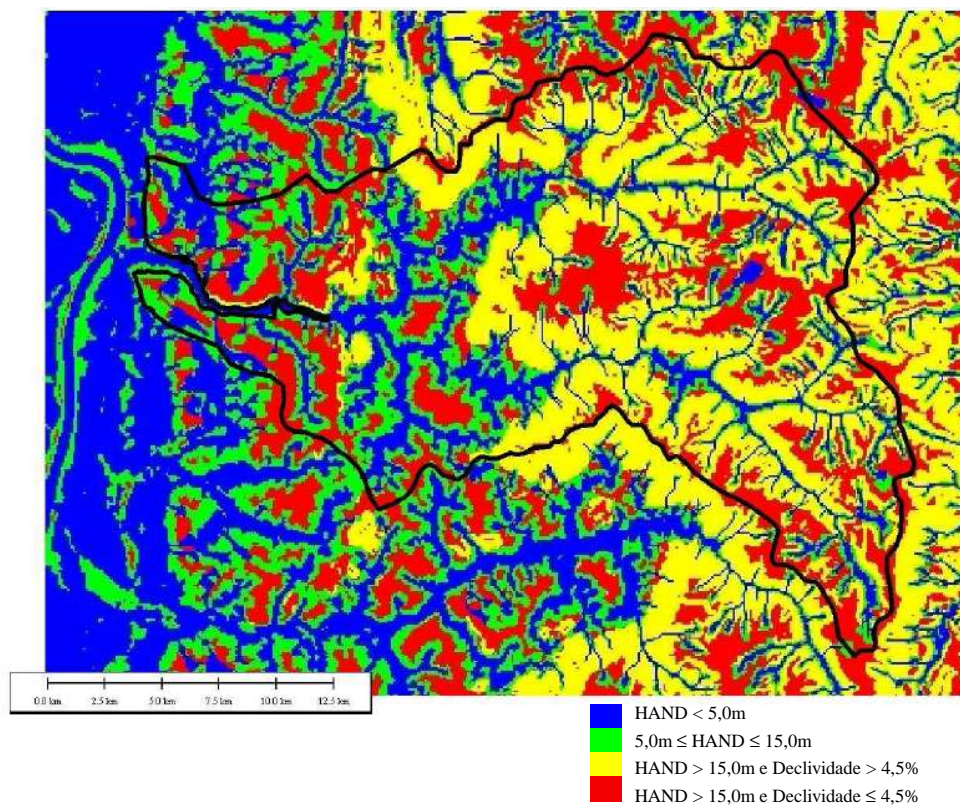 0.0 km 2.5 km 5.0 km 7.5 km 10.0 km 12.5 km
HAND < 5,0m
5,0m ≤ HAND ≤ 15,0m
HAND > 15,0m e Declividade > 4,5%
HAND > 15,0m e Declividade ≤ 4,5%